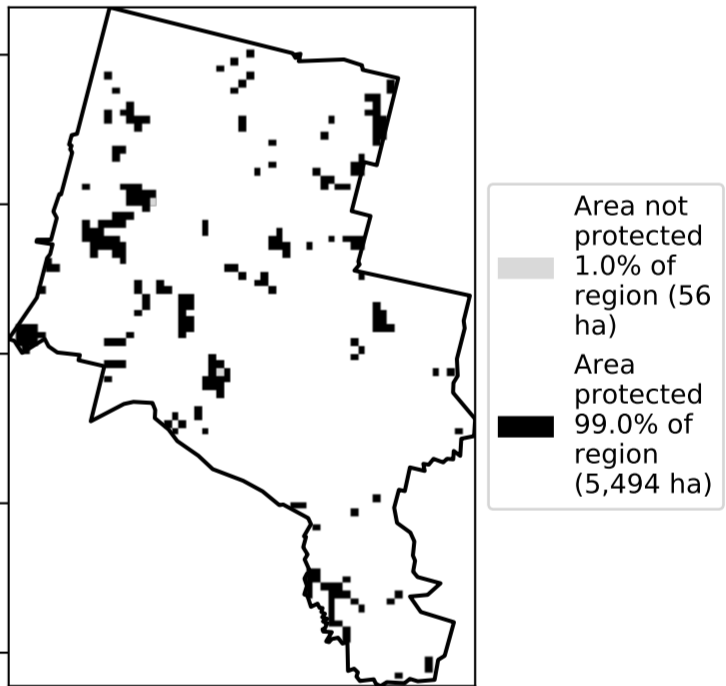 Area not
protected
1.0% of
region (56
ha)
Area
protected
99.0% of
region
(5,494 ha)